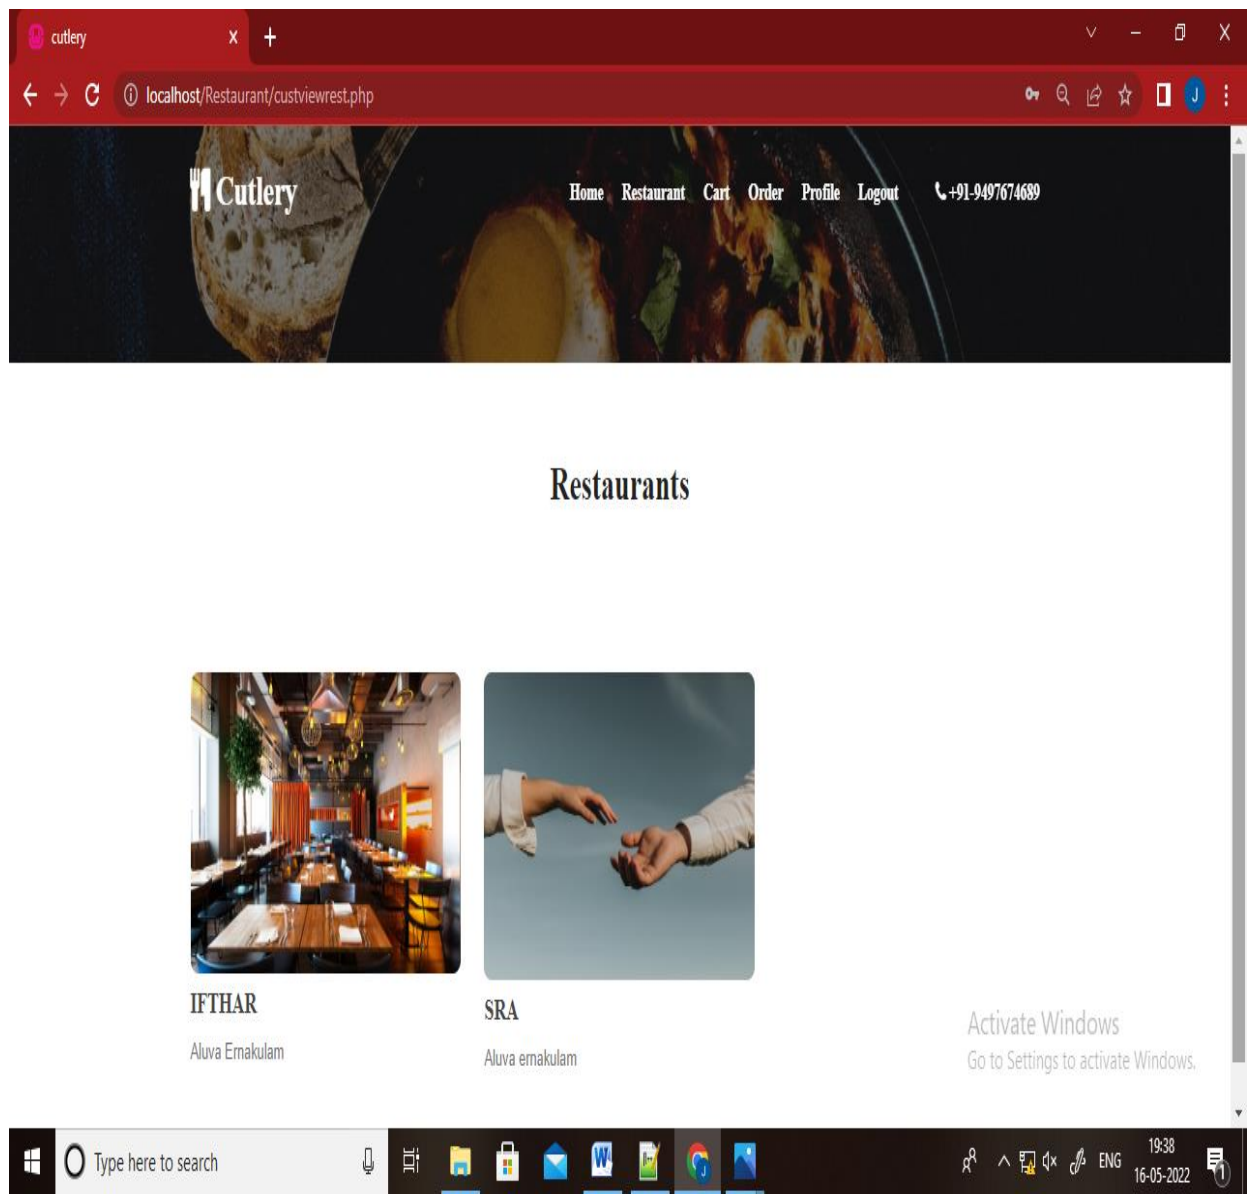 cutlery
localhost/Restaurant/custviewrest.php
J
Cutlery
Home Restaurant Cart Order Profile Logout +91-9497674689
Restaurants
IFTHAR
Aluva Ernakulam
SRA
Aluva ernakulam
Activate Windows
Go to Settings to activate Windows.
Type here to search
W
J
ENG
19:38
16-05-2022
1